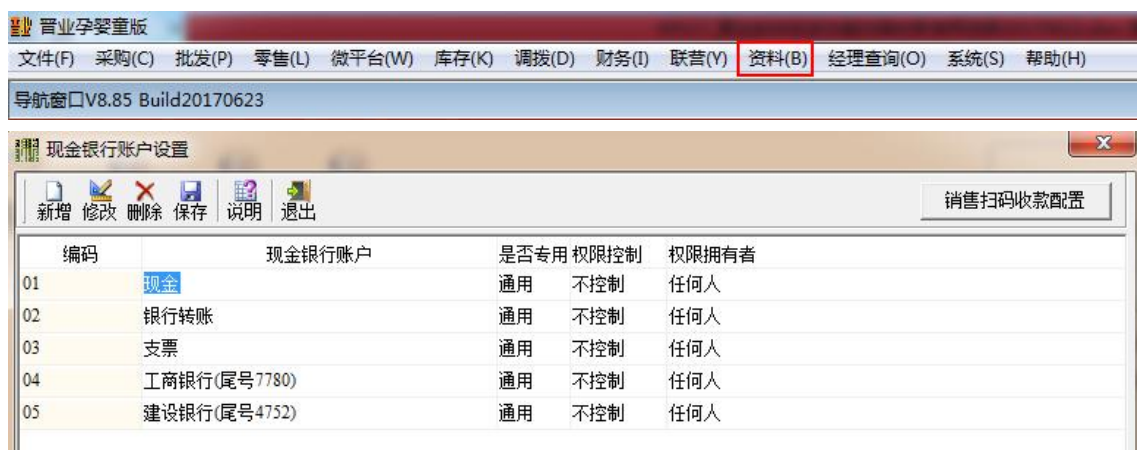 晋业孕婴童版
文件(F) 采购(C) 批发(P) 零售(L) 微平台(W) 库存(K) 调拨(D) 财务(I) 联营(Y) 资料(B) 经理查询(O) 系统(S) 帮助(H)
导航窗口V8.85 Build20170623
现金银行账户设置
新增 修改 删除 保存 说明 退出 销售扫码收款配置
编码 现金银行账户 是否专用 权限控制 权限拥有者
01 现金 通用 不控制 任何人
02 银行转账 通用 不控制 任何人
03 支票 通用 不控制 任何人
04 工商银行(尾号7780) 通用 不控制 任何人
05 建设银行(尾号4752) 通用 不控制 任何人